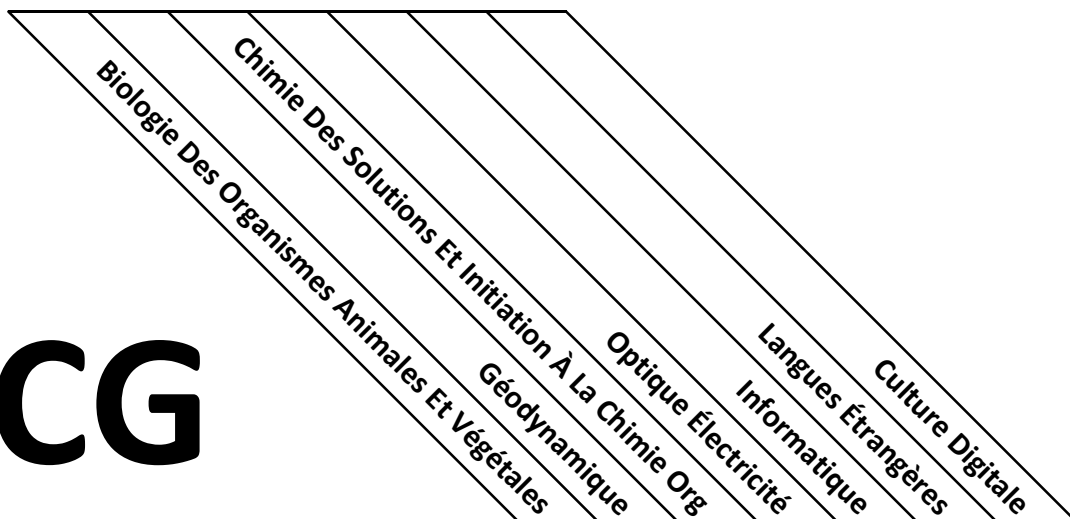 Biologie Des Organismes Animales Et Végétales
Géodynamique
Chimie Des Solutions Et Initiation À La Chimie Org
Optique Électricité
Informatique
Langues Étrangères
Culture Digitale
CG